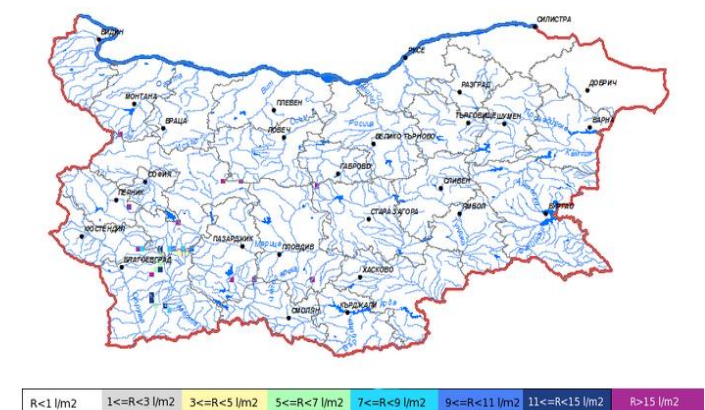 СИЛИСТРА
ВИДИН
РУСЕ
РАЗГРАД
ДОБРИЧ
МОНТАНА
ПЛЕВЕН
ВРАЦА
ТЪРГОВИЩЕ
ШУМЕН
ВАРНА
ЛОВЕЧ
ВЕЛИКО ТЪРНОВО
ГАБРОВО
СОФИЯ
ПЕРНИК
СЛИВЕН
ЯМБОЛ
БУРГАС
СТАРА ЗАГОРА
КЮСТЕНДИЛ
ПАЗАРДЖИК
ПЛОВДИВ
БЛАГОЕВГРАД
ХАСКОВО
СМОЛЯН
КЪРДЖАЛИ
R<1 l/m2 1<=R<3 l/m2 3<=R<5 l/m2 5<=R<7 l/m2 7<=R<9 l/m2 9<=R<11 l/m2 11<=R<15 l/m2 R>15 l/m2